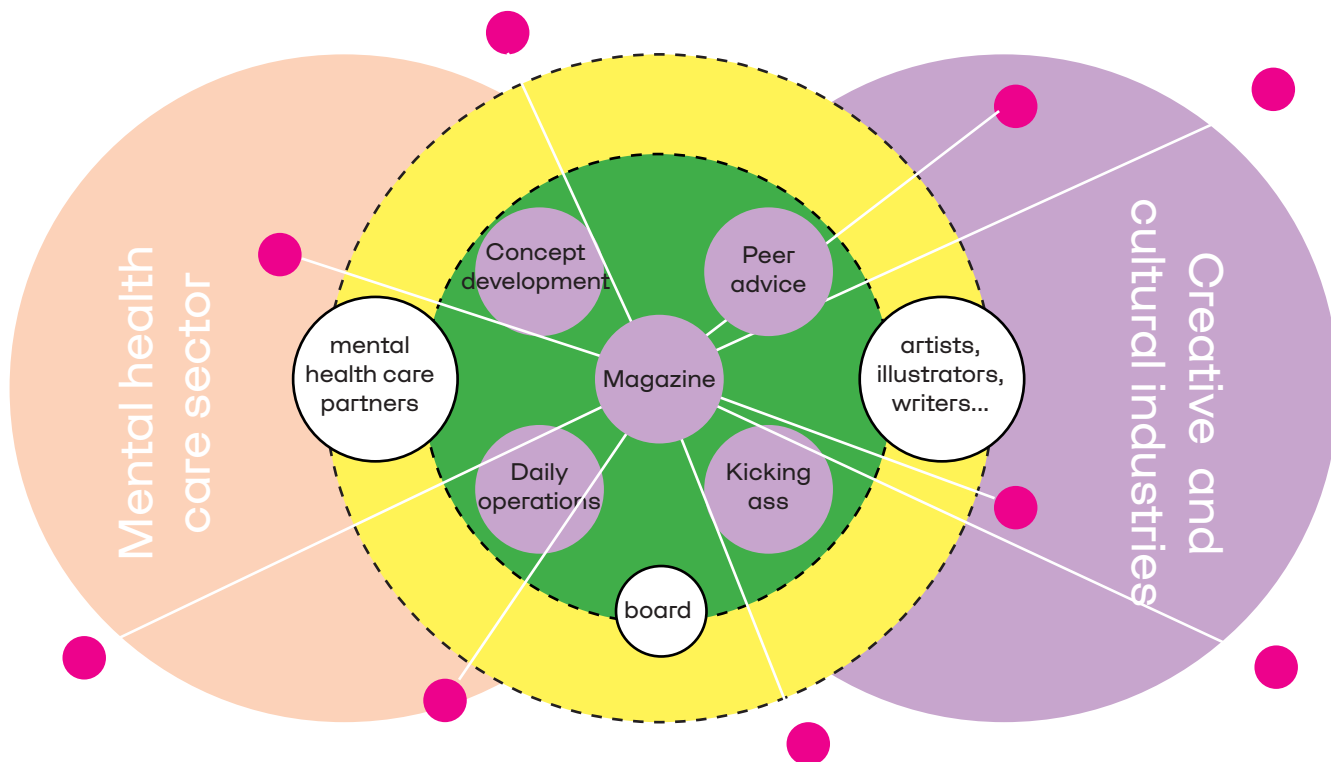 Mental health
care sector
mental
health care
partners
Concept
development
Peer
advice
Magazine
Daily
operations
Kicking
ass
board
artists,
illustrators,
writers...
Creative and
cultural industries